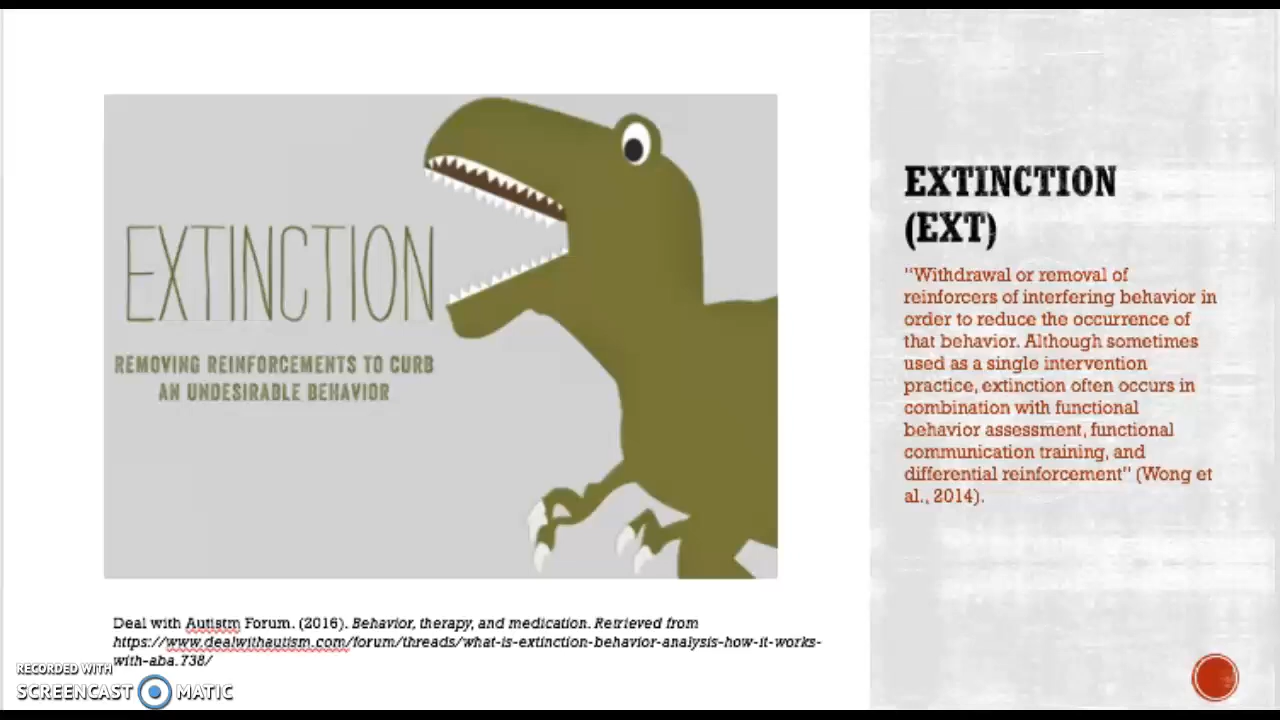 EXTINCTION
REMOVING REINFORCEMENTS TO CURB
AN UNDESIRABLE BEHAVIOR
EXTINCTION
(EXT)
"Withdrawal or removal of
reinforcers of interfering behavior in
order to reduce the occurrence of
that behavior. Although sometimes
used as a single intervention
practice, extinction often occurs in
combination with functional
behavior assessment, functional
communication training, and
differential reinforcement" (Wong et
al., 2014).
Deal with Autistm Forum. (2016). Behavior, therapy, and medication. Retrieved from
https://www.dealwithautism.com/forum/threads/what-is-extinction-behavior-analysis-how-it-works-
with-aba.738/
RECORDED WITH
SCREENCAST MATIC